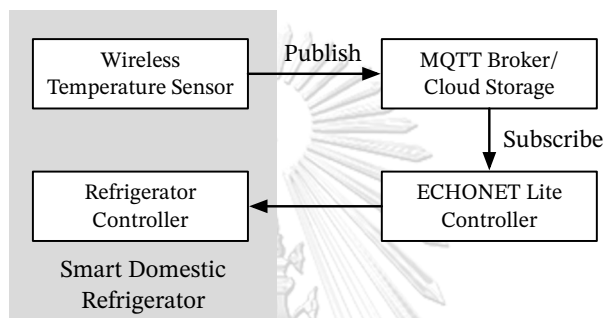 Wireless
Temperature Sensor
Publish
MQTT Broker/
Cloud Storage
Subscribe
Refrigerator
Controller
ECHONET Lite
Controller
Smart Domestic
Refrigerator